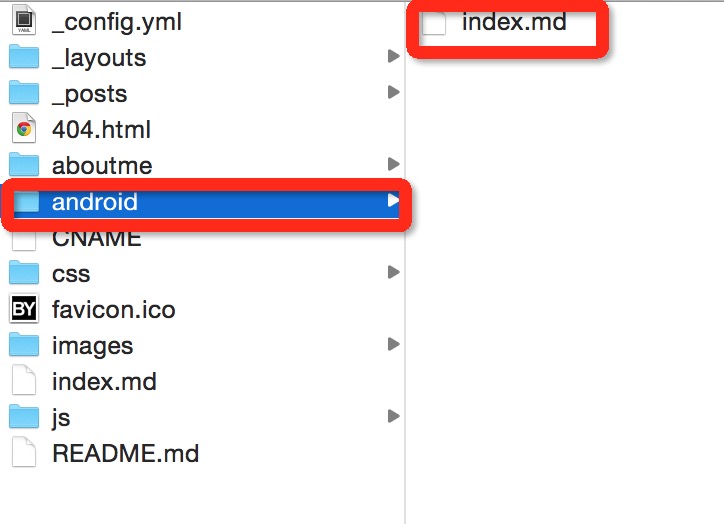 _config.yml
_layouts
_posts
404.html
aboutme
android
CNAME
css
BY
favicon.ico
images
index.md
js
README.md
index.md